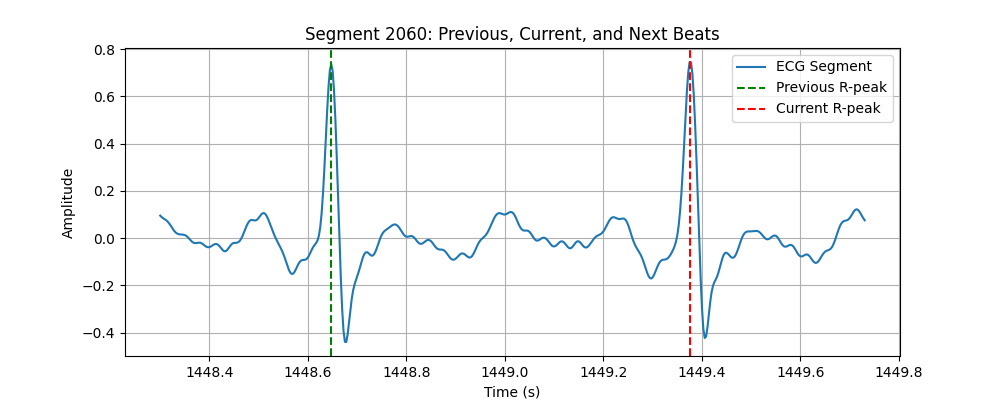 Segment 2060: Previous, Current, and Next Beats
ECG Segment
Previous R-peak
Current R-peak
Amplitude
0.8
0.6
0.4
0.2
0.0
−0.2
−0.4
1448.4 1448.6 1448.8 1449.0 1449.2 1449.4 1449.6 1449.8
Time (s)